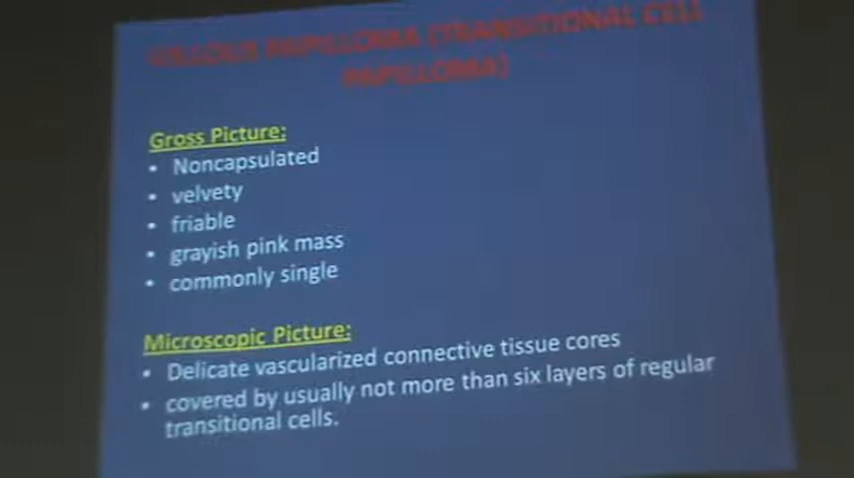 VILLOUS PAPILLOMA (TRANSITIONAL CELL
PAPILLOMA)
Gross Picture:
• Noncapsulated
• velvety
• friable
• grayish pink mass
• commonly single
Microscopic Picture:
• Delicate vascularized connective tissue cores
• covered by usually not more than six layers of regular
transitional cells.